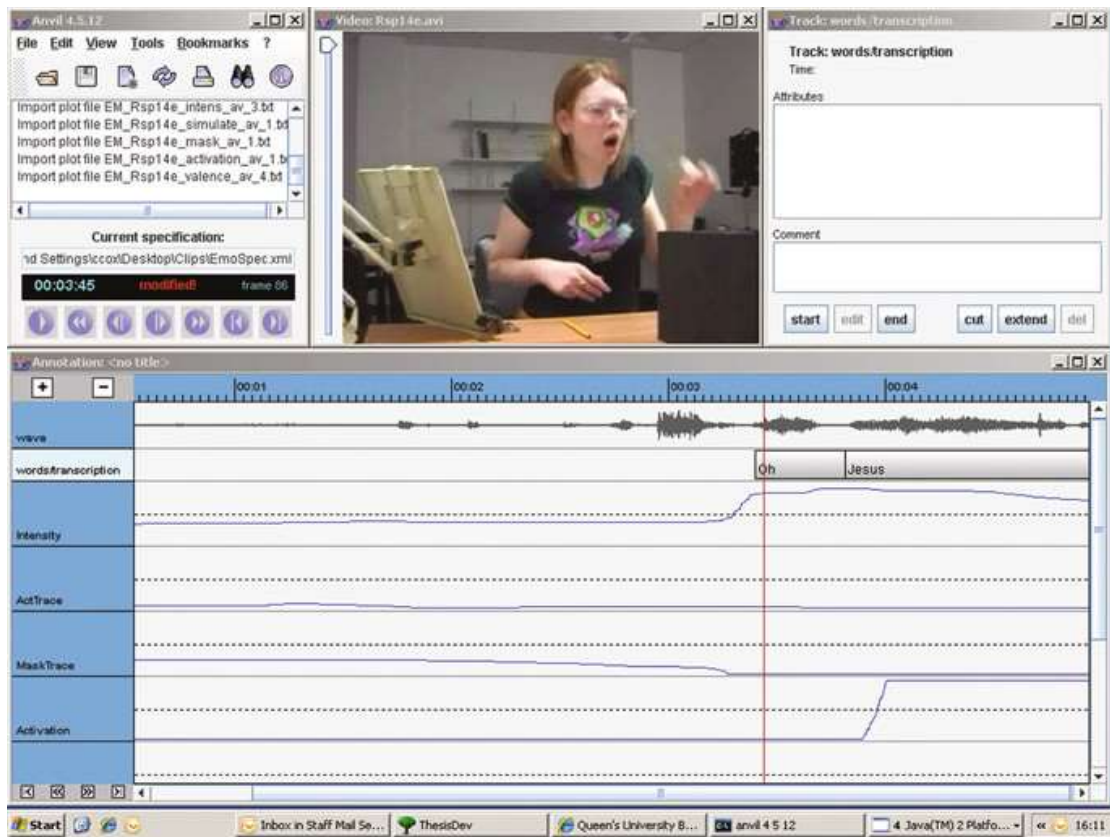 Anvil 4.5.12
File Edit View Tools Bookmarks ?
Import plot file EM_Rsp14e_intens_av_3.txt
Import plot file EM_Rsp14e_simulate_av_1.txt
Import plot file EM_Rsp14e_mask_av_1.txt
Import plot file EM_Rsp14e_activation_av_1.b
Import plot file EM_Rsp14e_valence_av_4.txt
Current specification:
nd Settings\ccox\Desktop\Clips\EmoSpec.xml
00:03:45 modified! frame 86
Video: Rsp14e.avi
Track: words/transcription
Track: words/transcription
Time:
Attributes
Comment
start edit end cut extend del
Annotation: <no title>
+ -
00:01 00:02 00:03 00:04
wave
words/transcription Oh Jesus
Intensity
ActTrace
MaskTrace
Activation
Start Inbox in Staff Mail Se... ThesisDev Queen's University B... anvil 4 5 12 4 Java(TM) 2 Platfo... « 16:11